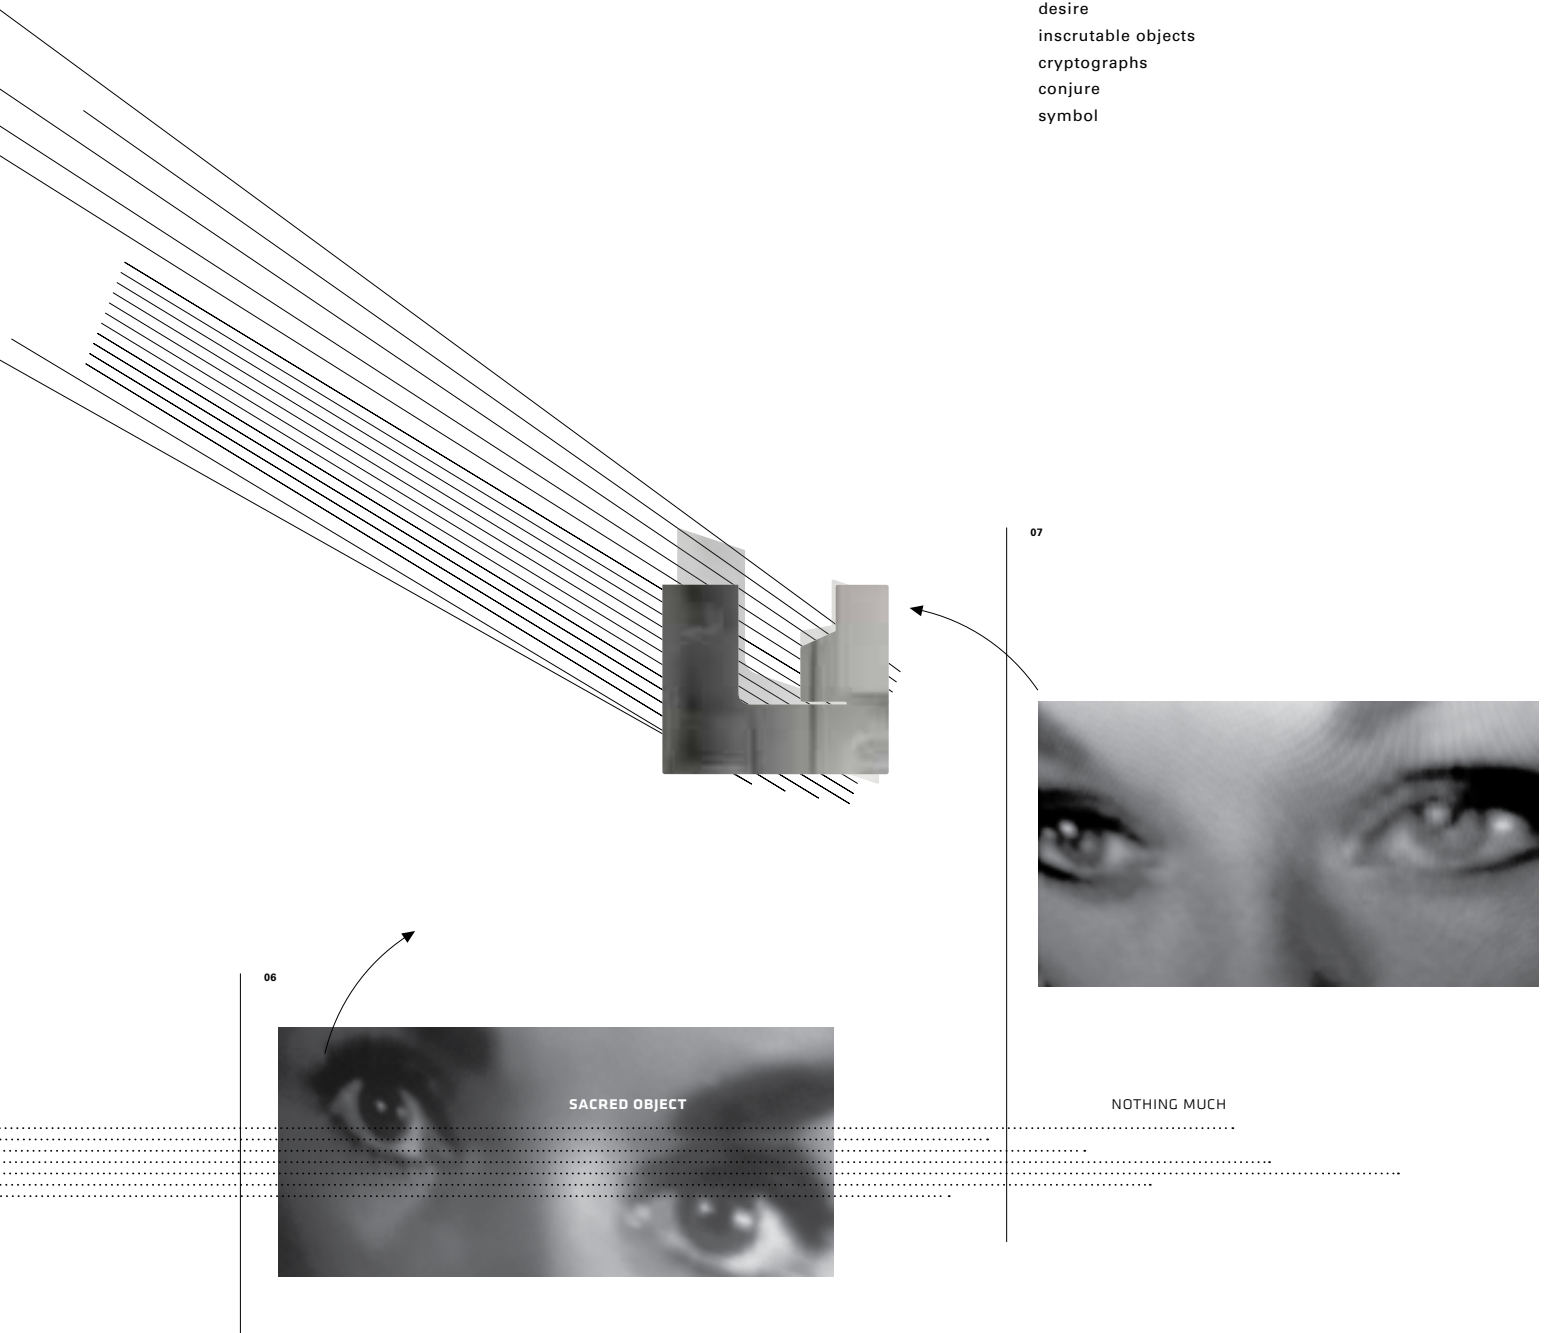 desire
inscrutable objects
cryptographs
conjure
symbol
07
06
SACRED OBJECT
NOTHING MUCH